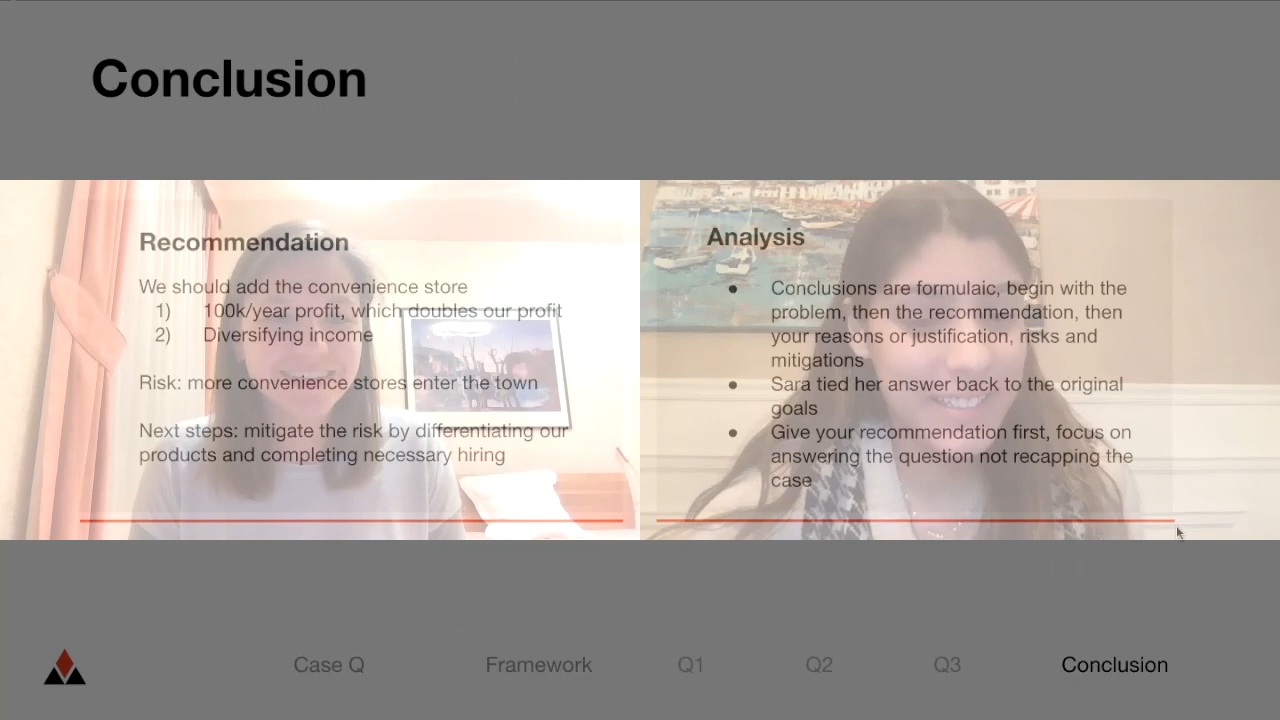 Conclusion
Recommendation
We should add the convenience store
1) 100k/year profit, which doubles our profit
2) Diversifying income
Risk: more convenience stores enter the town
Next steps: mitigate the risk by differentiating our
products and completing necessary hiring
Analysis
● Conclusions are formulaic, begin with the
problem, then the recommendation, then
your reasons or justification, risks and
mitigations
● Sara tied her answer back to the original
goals
● Give your recommendation first, focus on
answering the question not recapping the
case
Case Q Framework Q1 Q2 Q3 Conclusion